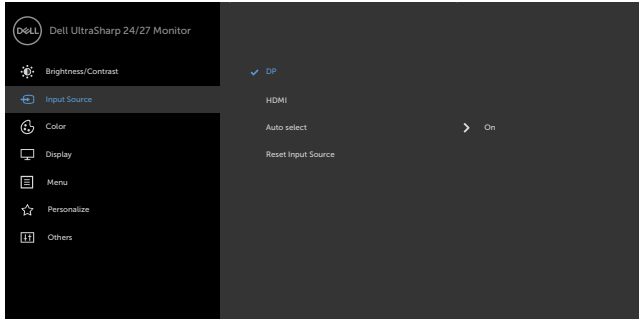 DELL Dell UltraSharp 24/27 Monitor
Brightness/Contrast
DP
Input Source
HDMI
Color
Auto select On
Display
Reset Input Source
Menu
Personalize
Others